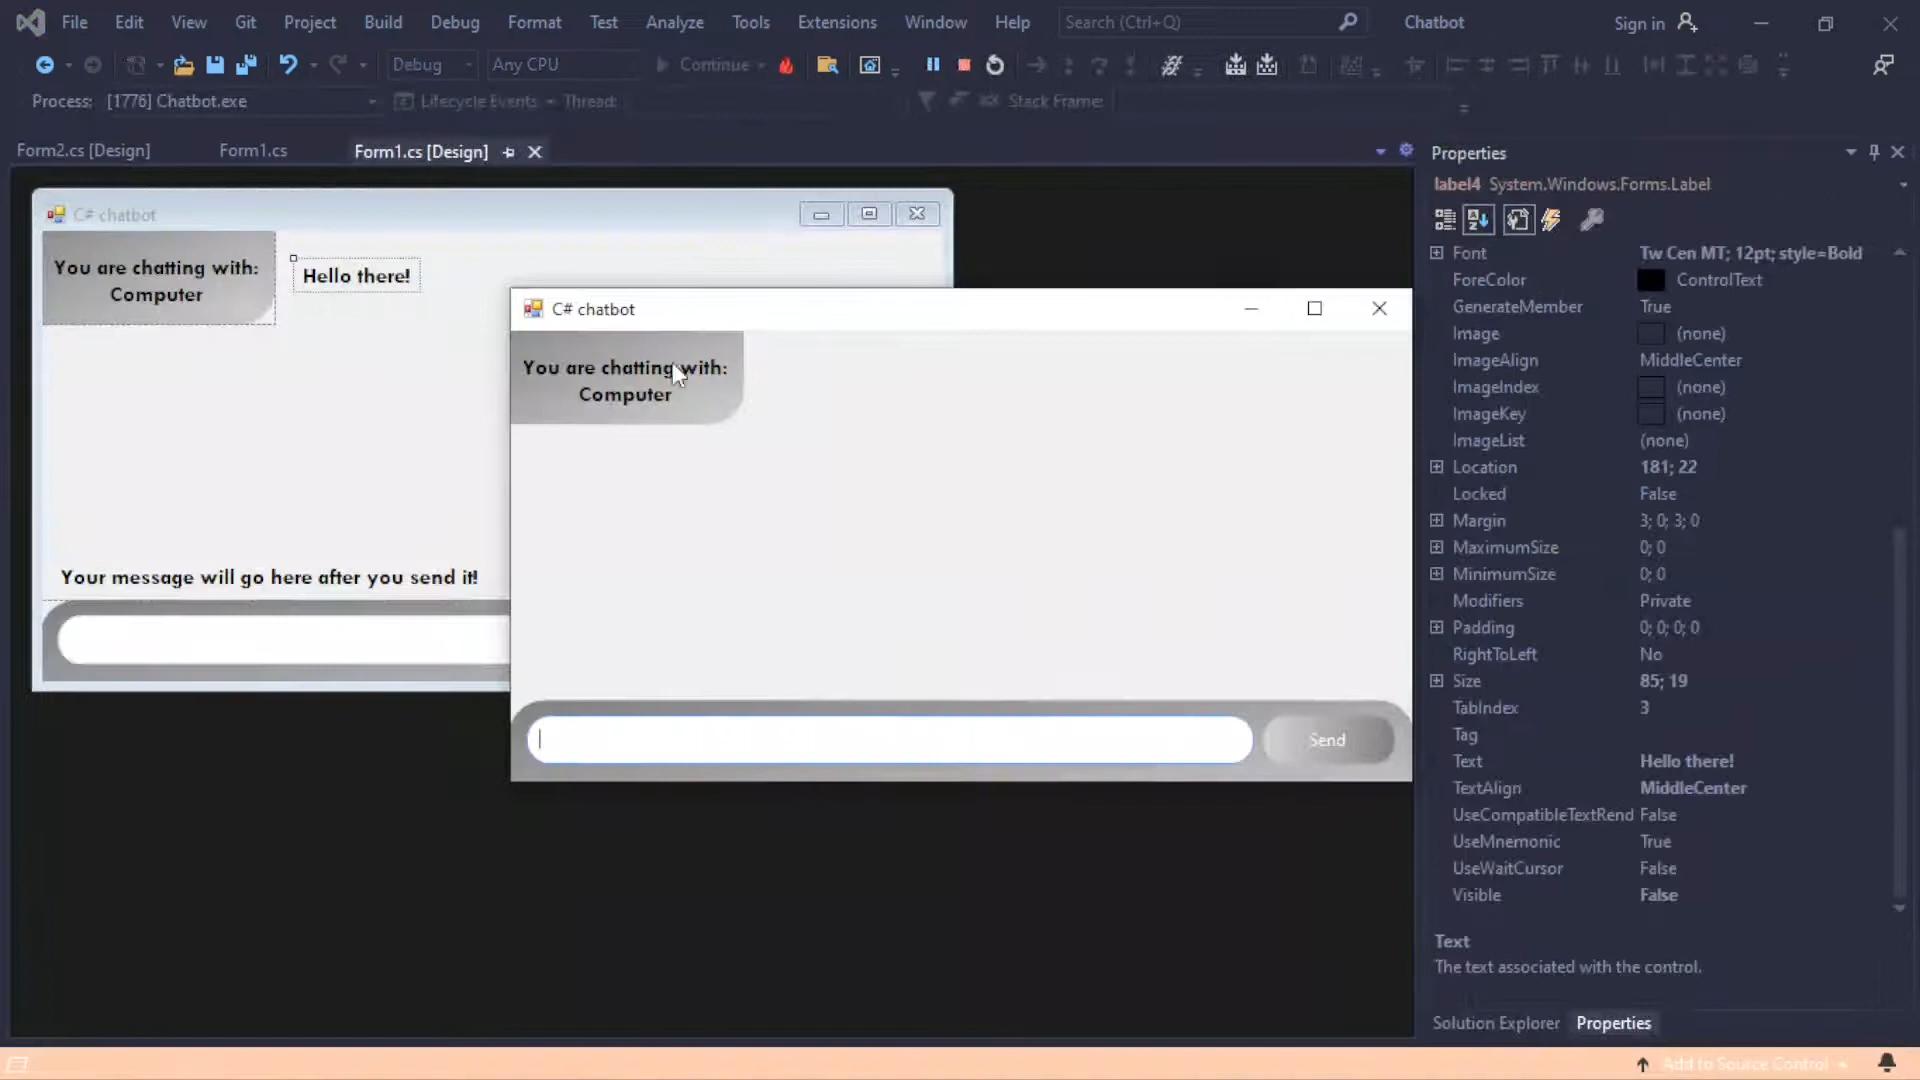 File Edit View Git Project Build Debug Format Test Analyze Tools Extensions Window Help Search (Ctrl+Q) Chatbot Sign in
Debug Any CPU Continue
Process: [1776] Chatbot.exe Lifecycle Events Thread: Stack Frame:
Form2.cs [Design] Form1.cs Form1.cs [Design]
C# chatbot
You are chatting with:
Computer
Hello there!
Your message will go here after you send it!
C# chatbot
You are chatting with:
Computer
Send
Properties
label4 System.Windows.Forms.Label
Font Tw Cen MT; 12pt; style=Bold
ForeColor ControlText
GenerateMember True
Image (none)
ImageAlign MiddleCenter
ImageIndex (none)
ImageKey (none)
ImageList (none)
Location 181; 22
Locked False
Margin 3; 0; 3; 0
MaximumSize 0; 0
MinimumSize 0; 0
Modifiers Private
Padding 0; 0; 0; 0
RightToLeft No
Size 85; 19
TabIndex 3
Tag
Text Hello there!
TextAlign MiddleCenter
UseCompatibleTextRend False
UseMnemonic True
UseWaitCursor False
Visible False
Text
The text associated with the control.
Solution Explorer Properties
Add to Source Control